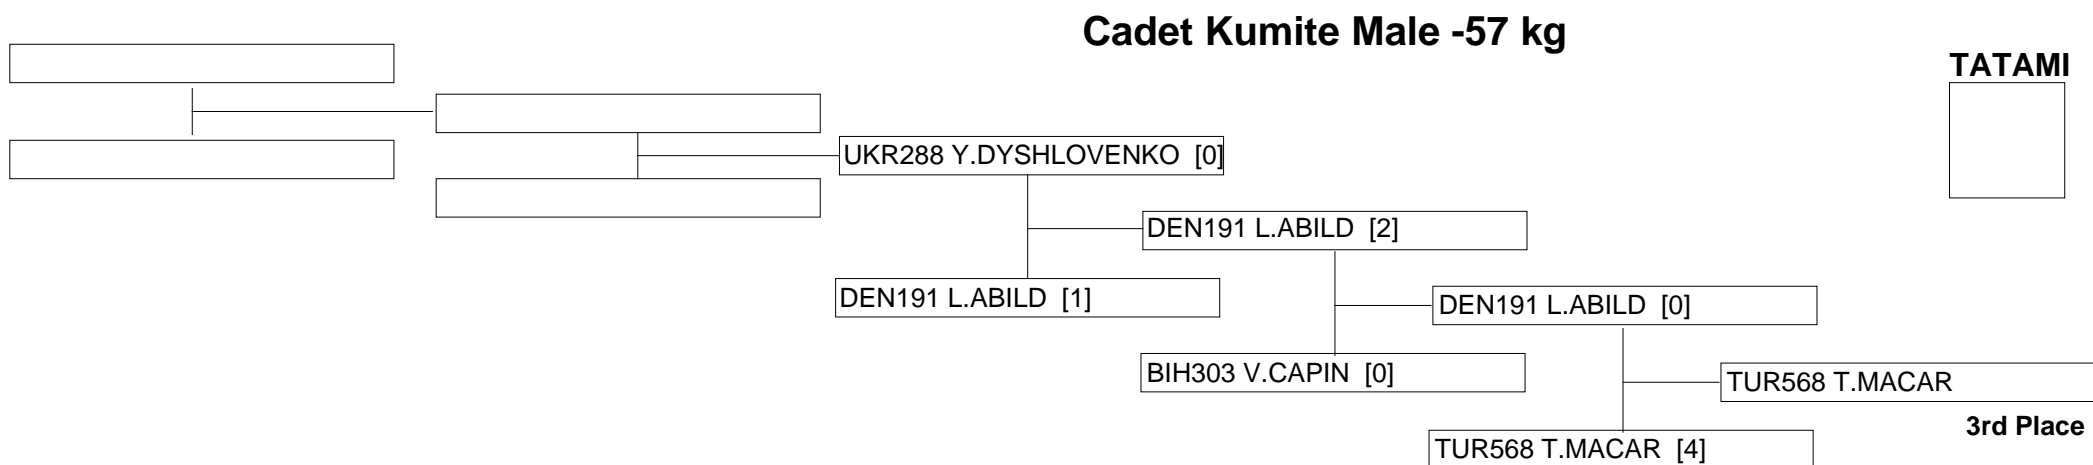 Cadet Kumite Male -57 kg
TATAMI
UKR288 Y.DYSHLOVENKO [0]
DEN191 L.ABILD [2]
DEN191 L.ABILD [1]
DEN191 L.ABILD [0]
BIH303 V.CAPIN [0]
TUR568 T.MACAR
3rd Place
TUR568 T.MACAR [4]